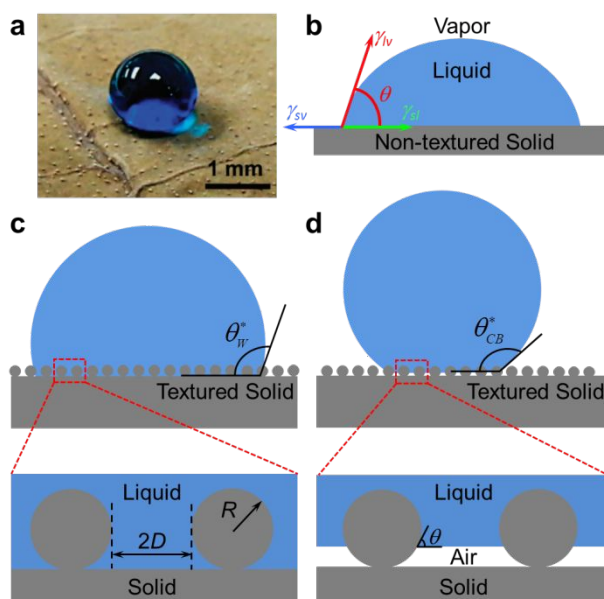 a
1 mm
b
Vapor
γlv
Liquid
θ
γsv
γsl
Non-textured Solid
c
θ*W
Textured Solid
Liquid
R
2D
Solid
d
θ*CB
Textured Solid
Liquid
θ
Air
Solid